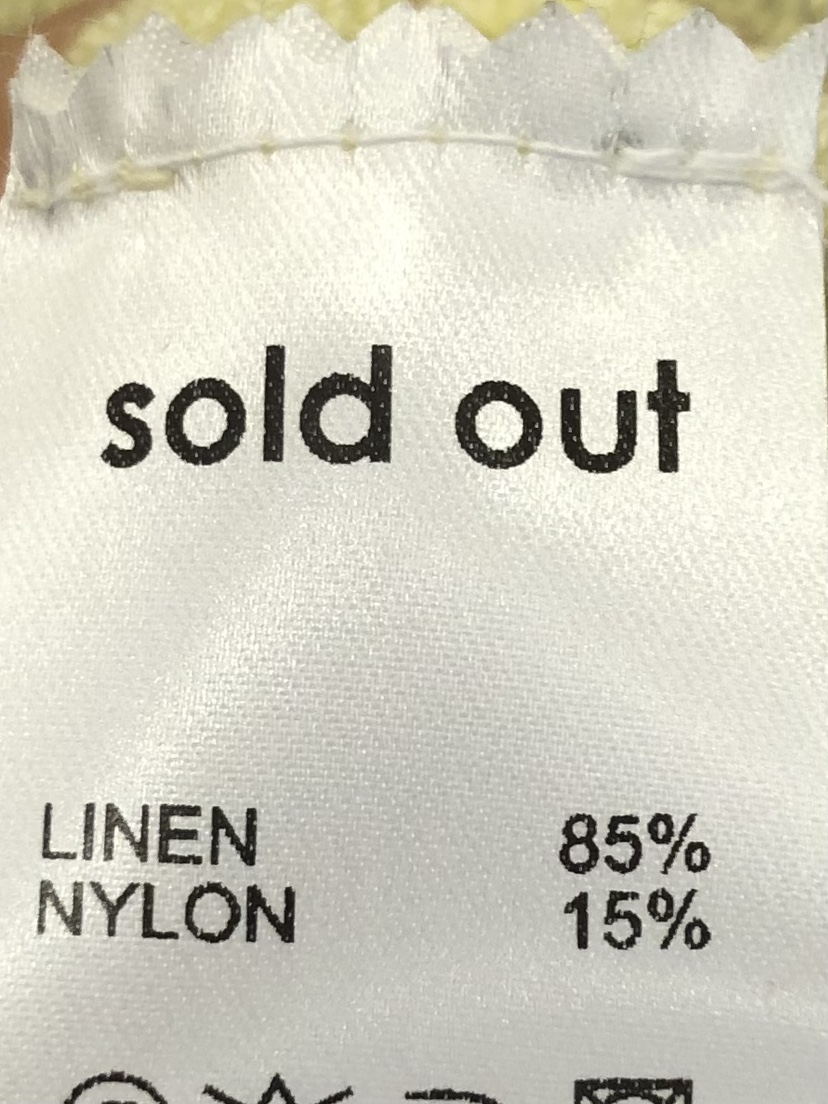 sold out
LINEN 85%
NYLON 15%